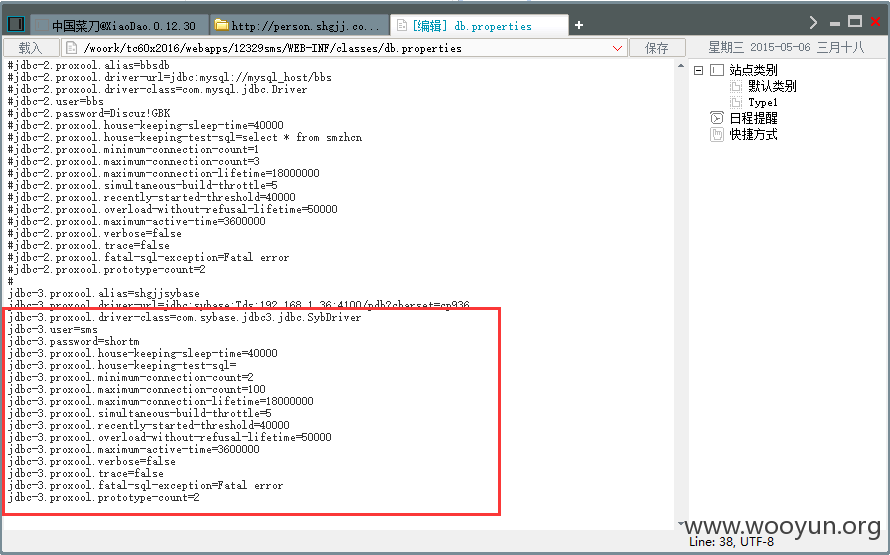 中国菜刀@XiaoDao.0.12.30
http://person.shgjj.co...
[编辑] db.properties
+
载入
/woork/tc60x2016/webapps/12329sms/WEB-INF/classes/db.properties
保存
星期三 2015-05-06 三月十八
#jdbc-2.proxool.alias=bbsdb
#jdbc-2.proxool.driver-url=jdbc:mysql://mysql_host/bbs
#jdbc-2.proxool.driver-class=com.mysql.jdbc.Driver
#jdbc-2.user=bbs
#jdbc-2.password=Discuz!GBK
#jdbc-2.proxool.house-keeping-sleep-time=40000
#jdbc-2.proxool.house-keeping-test-sql=select * from smzhcn
#jdbc-2.proxool.minimum-connection-count=1
#jdbc-2.proxool.maximum-connection-count=3
#jdbc-2.proxool.maximum-connection-lifetime=18000000
#jdbc-2.proxool.simultaneous-build-throttle=5
#jdbc-2.proxool.recently-started-threshold=40000
#jdbc-2.proxool.overload-without-refusal-lifetime=50000
#jdbc-2.proxool.maximum-active-time=3600000
#jdbc-2.proxool.verbose=false
#jdbc-2.proxool.trace=false
#jdbc-2.proxool.fatal-sql-exception=Fatal error
#jdbc-2.proxool.prototype-count=2
#
jdbc-3.proxool.alias=shgjjsybase
jdbc-3.proxool.driver-url=jdbc:sybase:Tds:192.168.1.36:4100/pdb?charset=cp936
jdbc-3.proxool.driver-class=com.sybase.jdbc3.jdbc.SybDriver
jdbc-3.user=sms
jdbc-3.password=shortm
jdbc-3.proxool.house-keeping-sleep-time=40000
jdbc-3.proxool.house-keeping-test-sql=
jdbc-3.proxool.minimum-connection-count=2
jdbc-3.proxool.maximum-connection-count=100
jdbc-3.proxool.maximum-connection-lifetime=18000000
jdbc-3.proxool.simultaneous-build-throttle=5
jdbc-3.proxool.recently-started-threshold=40000
jdbc-3.proxool.overload-without-refusal-lifetime=50000
jdbc-3.proxool.maximum-active-time=3600000
jdbc-3.proxool.verbose=false
jdbc-3.proxool.trace=false
jdbc-3.proxool.fatal-sql-exception=Fatal error
jdbc-3.proxool.prototype-count=2
站点类别
默认类别
Type1
日程提醒
快捷方式
www.wooyun.org
Line: 38, UTF-8